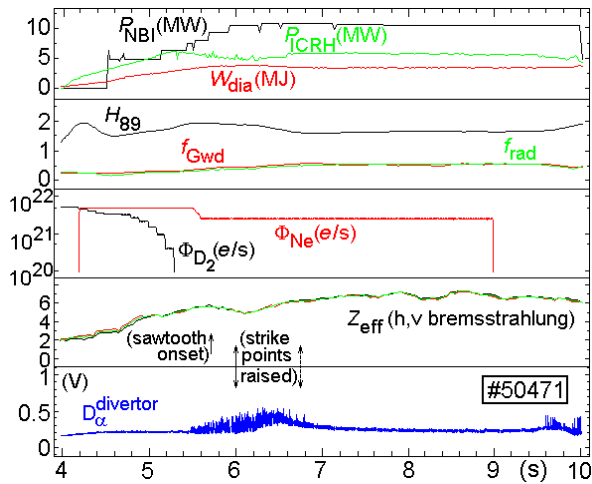 P_NBI (MW)
P_ICRH (MW)
W_dia (MJ)
10
5
0
H_89
f_Gwd
f_rad
2
1
0
10^22
10^21
10^20
Φ_D_2 (e/s)
Φ_Ne (e/s)
6
4
2
0
Z_eff (h,v bremsstrahlung)
(sawtooth onset)
(strike points raised)
1
(V)
0.5
0
D_α^divertor
#50471
4 5 6 7 8 9 (s) 10